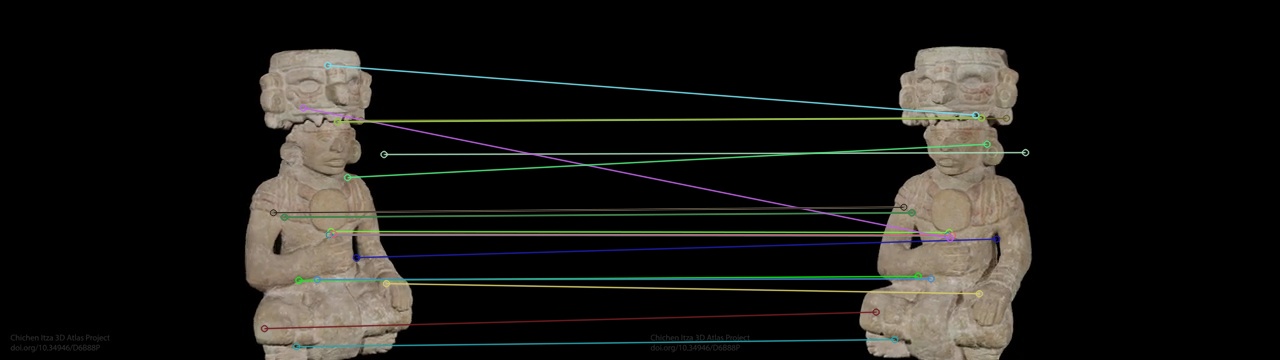 Chichen Itza 3D Atlas Project
doi.org/10.34946/D6B88P
Chichen Itza 3D Atlas Project
doi.org/10.34946/D6B88P